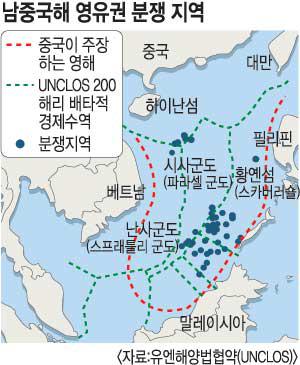 남중국해 영유권 분쟁 지역
중국이 주장
하는 영해
UNCLOS 200
해리 배타적
경제수역
분쟁지역
중국
대만
하이난섬
필리핀
시사군도
(파라셀 군도)
황옌섬
(스카버러숄)
베트남
난사군도
(스프래틀리 군도)
말레이시아
〈자료:유엔해양법협약(UNCLOS)〉